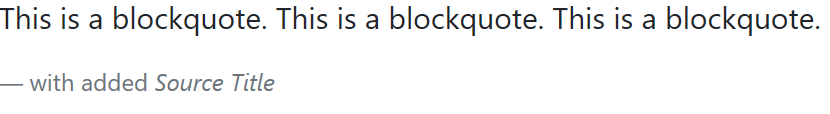 This is a blockquote. This is a blockquote. This is a blockquote.
— with added Source Title